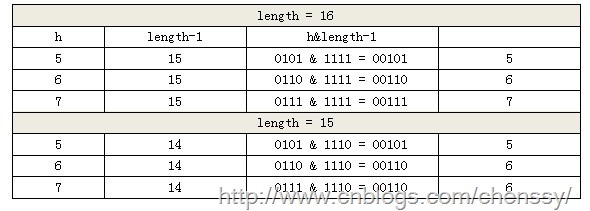 length = 16
h length-1 h&length-1
5 15 0101 & 1111 = 00101 5
6 15 0110 & 1111 = 00110 6
7 15 0111 & 1111 = 00111 7
length = 15
5 14 0101 & 1110 = 00101 5
6 14 0110 & 1110 = 00110 6
7 14 0111 & 1110 = 00110 6
http://www.cnblogs.com/chenssy/